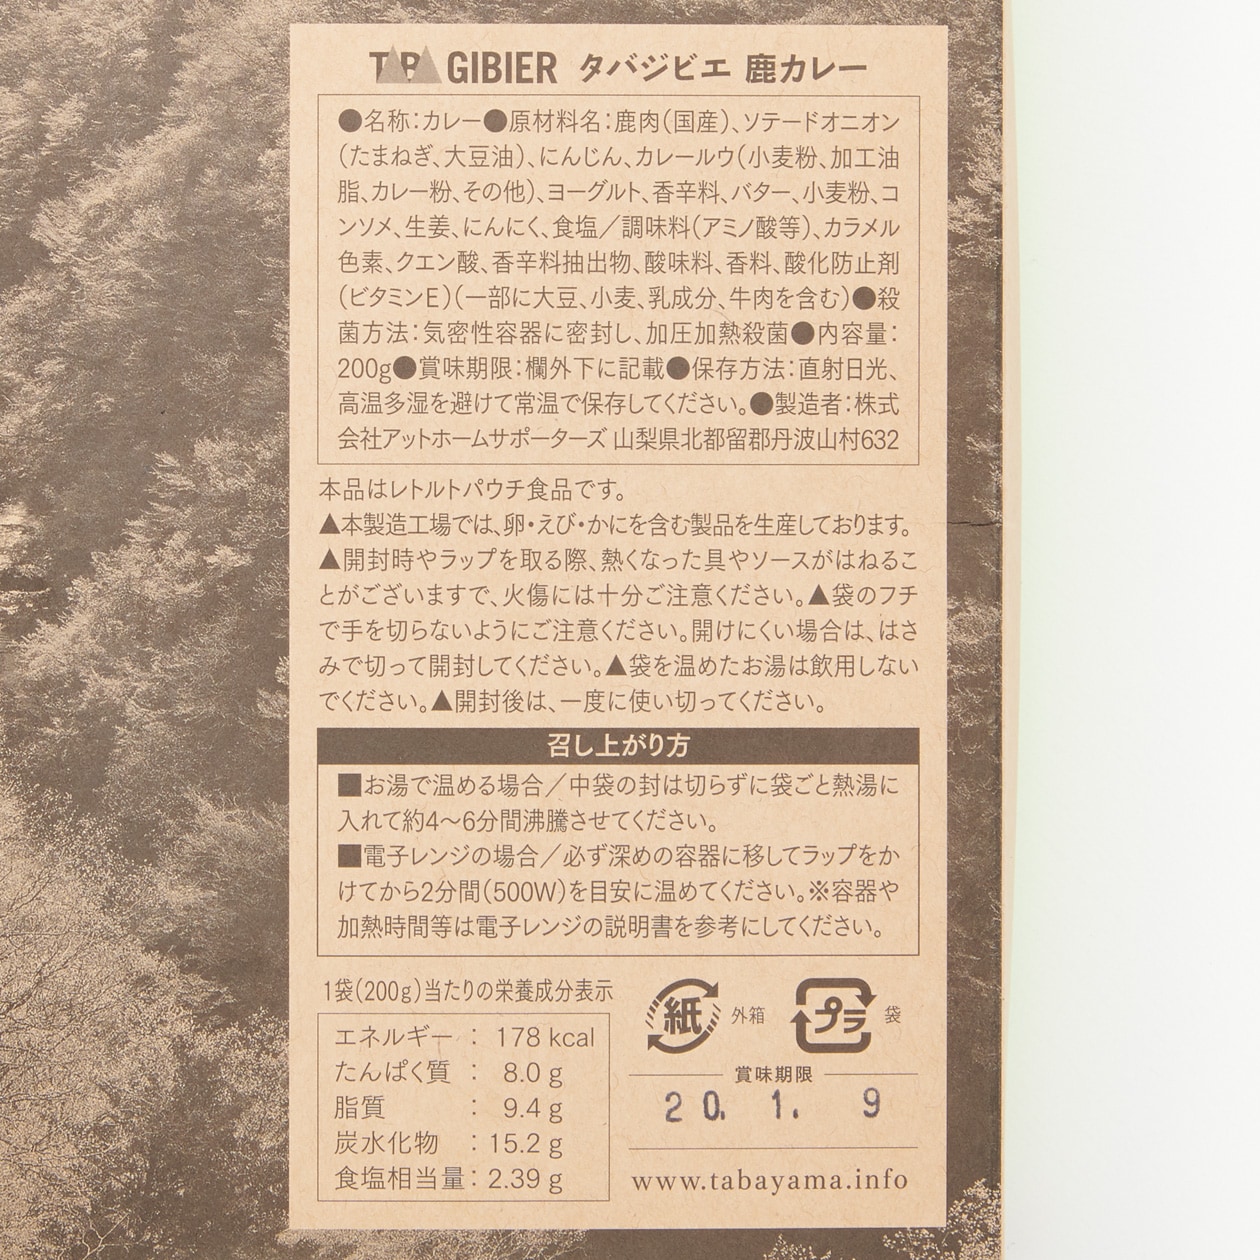 TABA GIBIER タバジビエ 鹿カレー
●名称：カレー●原材料名：鹿肉（国産）、ソテードオニオン
（たまねぎ、大豆油）、にんじん、カレールウ（小麦粉、加工油
脂、カレー粉、その他）、ヨーグルト、香辛料、バター、小麦粉、コ
ンソメ、生姜、にんにく、食塩／調味料（アミノ酸等）、カラメル
色素、クエン酸、香辛料抽出物、酸味料、香料、酸化防止剤
（ビタミンE）（一部に大豆、小麦、乳成分、牛肉を含む）●殺
菌方法：気密性容器に密封し、加圧加熱殺菌●内容量：
200g●賞味期限：欄外下に記載●保存方法：直射日光、
高温多湿を避けて常温で保存してください。●製造者：株式
会社アットホームサポーターズ 山梨県北都留郡丹波山村632
本品はレトルトパウチ食品です。
▲本製造工場では、卵・えび・かにを含む製品を生産しております。
▲開封時やラップを取る際、熱くなった具やソースがはねるこ
とがございますで、火傷には十分ご注意ください。▲袋のフチ
で手を切らないようにご注意ください。開けにくい場合は、はさ
みで切って開封してください。▲袋を温めたお湯は飲用しない
でください。▲開封後は、一度に使い切ってください。
召し上がり方
■お湯で温める場合／中袋の封は切らずに袋ごと熱湯に
入れて約4〜6分間沸騰させてください。
■電子レンジの場合／必ず深めの容器に移してラップをか
けてから2分間（500W）を目安に温めてください。※容器や
加熱時間等は電子レンジの説明書を参考にしてください。
1袋（200g）当たりの栄養成分表示
エネルギー：178 kcal
たんぱく質：8.0 g
脂質：9.4 g
炭水化物：15.2 g
食塩相当量：2.39 g
紙 外箱 プラ 袋
賞味期限
20. 1. 9
www.tabayama.info